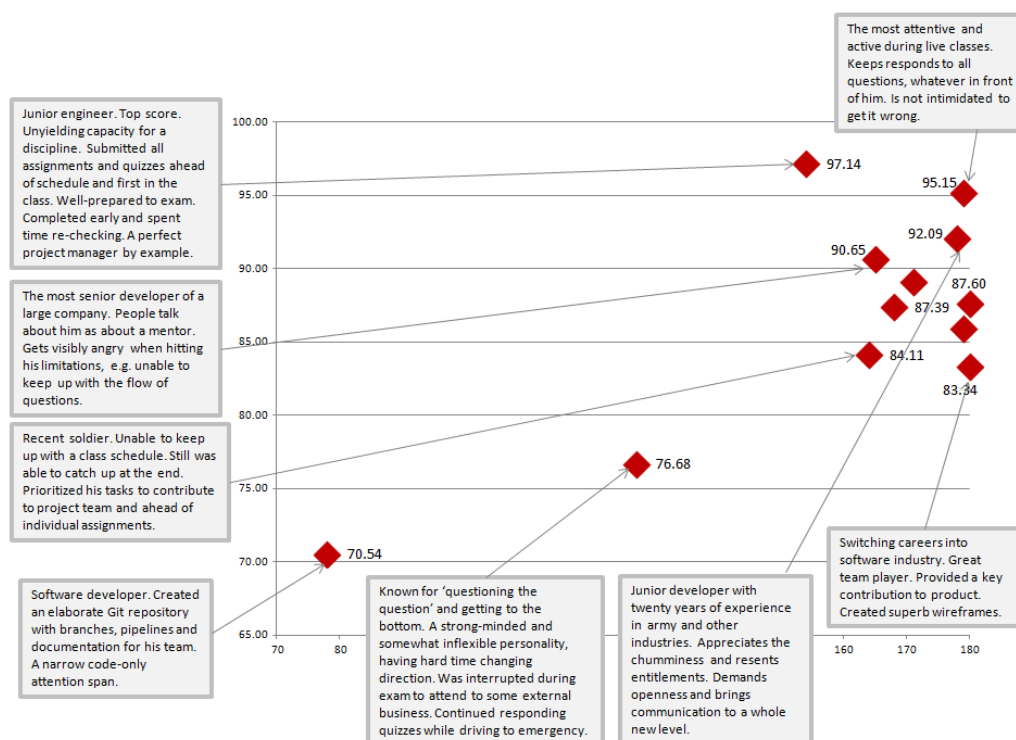 The most attentive and
active during live classes.
Keeps responds to all
questions, whatever in front
of him. Is not intimidated to
get it wrong.
Junior engineer. Top score.
Unyielding capacity for a
discipline. Submitted all
assignments and quizzes ahead
of schedule and first in the
class. Well-prepared to exam.
Completed early and spent
time re-checking. A perfect
project manager by example.
The most senior developer of a
large company. People talk
about him as about a mentor.
Gets visibly angry when hitting
his limitations, e.g. unable to
keep up with the flow of
questions.
Recent soldier. Unable to keep
up with a class schedule. Still was
able to catch up at the end.
Prioritized his tasks to contribute
to project team and ahead of
individual assignments.
Software developer. Created
an elaborate Git repository
with branches, pipelines and
documentation for his team.
A narrow code-only
attention span.
100.00
95.00
90.00
85.00
80.00
75.00
70.00
65.00
97.14
95.15
92.09
90.65
87.60
87.39
84.11
83.34
76.68
70.54
70
80
160
170
180
Known for ‘questioning the
question’ and getting to the
bottom. A strong-minded and
somewhat inflexible personality,
having hard time changing
direction. Was interrupted during
exam to attend to some external
business. Continued responding
quizzes while driving to emergency.
Junior developer with
twenty years of experience
in army and other
industries. Appreciates the
chumminess and resents
entitlements. Demands
openness and brings
communication to a whole
new level.
Switching careers into
software industry. Great
team player. Provided a key
contribution to product.
Created superb wireframes.